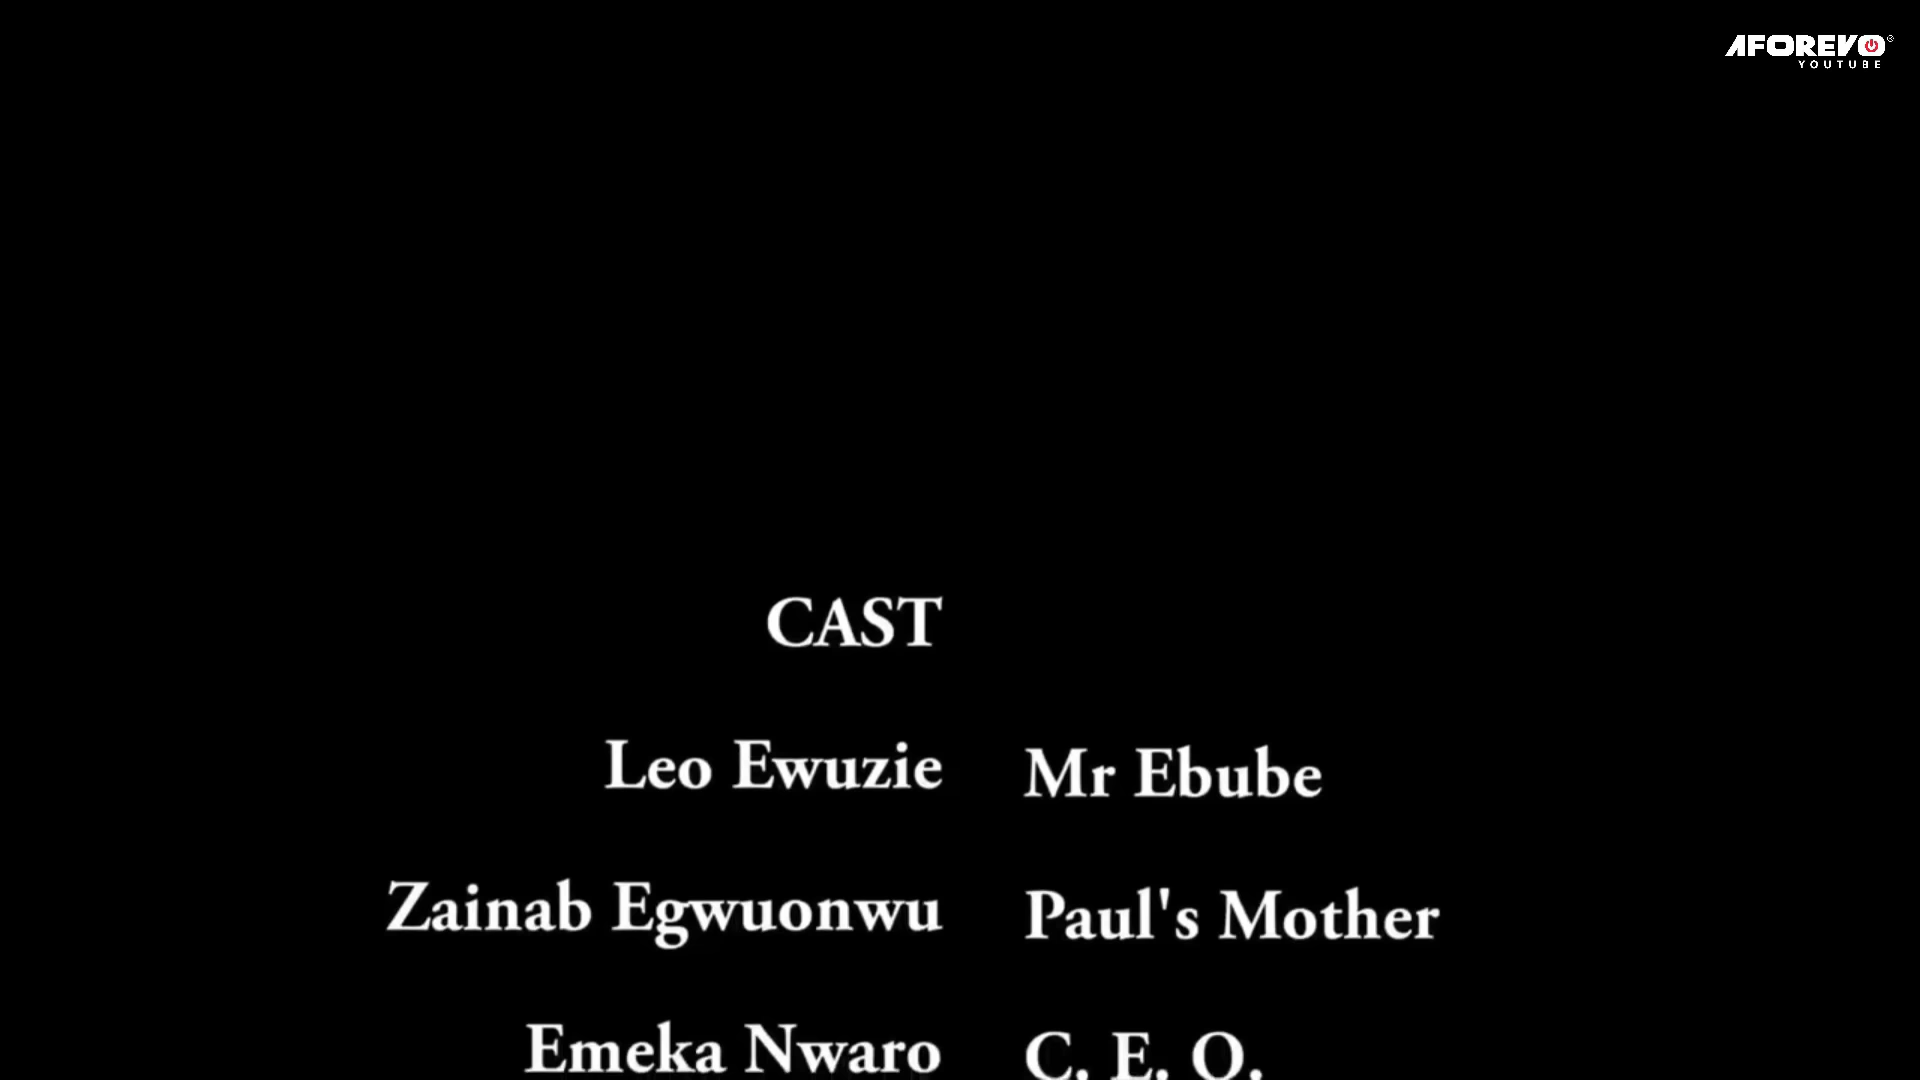 AFOREVO
YOUTUBE
CAST
Leo Ewuzie Mr Ebube
Zainab Egwuonwu Paul's Mother
Emeka Nwaro C. E. O.